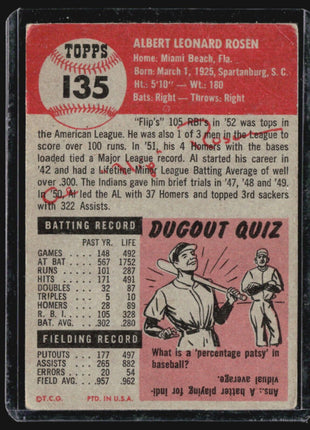 TOPPS
135
ALBERT LEONARD ROSEN
Home: Miami Beach, Fla.
Born: March 1, 1925, Spartanburg, S. C.
Ht.: 5'10" - Wt.: 180
Bats: Right - Throws: Right
"Flip's" 105 RBI's in '52 was tops
in the American League. He was also 1 of 3 men in the League
to score over 100 runs. In '51, his 4 Homers with the bases
loaded tied a Major League record. Al started his career in
'42 and had a Lifetime Minor League Batting Average of well
over .300. The Indians gave him brief trials in '47, '48 and '49.
In '50, Al led the AL with 37 Homers and topped 3rd sackers
with 322 Assists.
BATTING RECORD
PAST YR. LIFE
GAMES 148 492
AT BAT 567 1752
RUNS 101 287
HITS 171 491
DOUBLES 32 87
TRIPLES 5 10
HOMERS 28 89
R. B. I. 105 328
BAT. AVG. .302 .280
FIELDING RECORD
PUTOUTS 177 497
ASSISTS 265 882
ERRORS 20 54
FIELD AVG. .957 .962
©T.C.G. PTD. IN U.S.A.
DUGOUT QUIZ
What is a 'percentage patsy' in
baseball?
Ans.: A batter playing for indi-
vidual average.